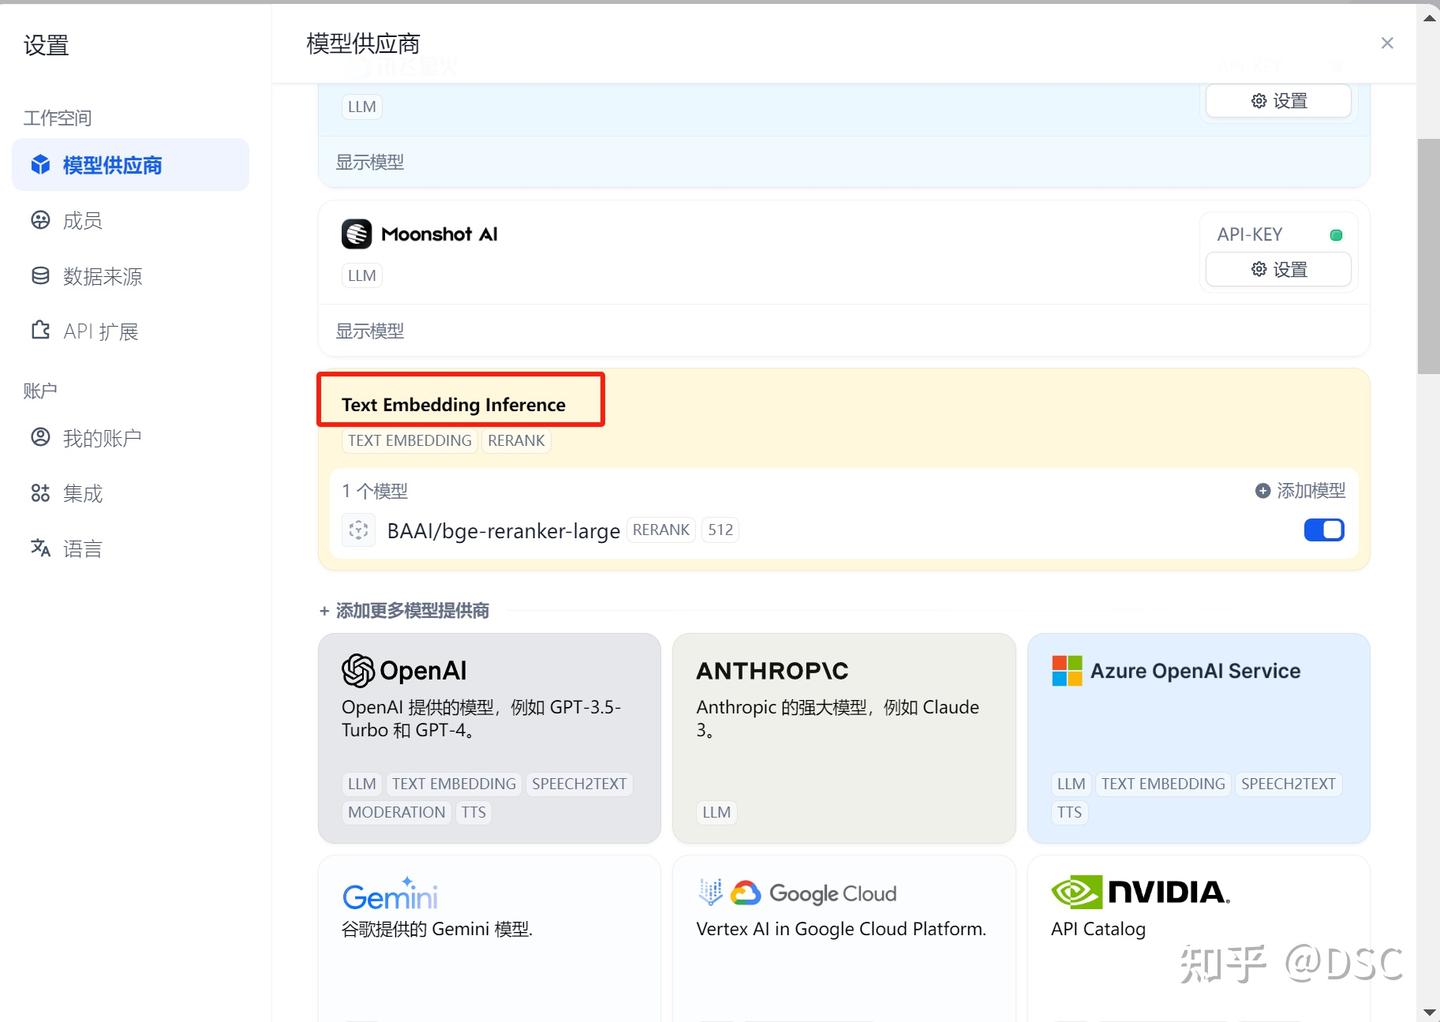 设置
模型供应商
工作空间
模型供应商
成员
数据来源
API 扩展
账户
我的账户
集成
语言
LLM
设置
显示模型
Moonshot AI
API-KEY
LLM
设置
显示模型
Text Embedding Inference
TEXT EMBEDDING RERANK
1 个模型
添加模型
BAAI/bge-reranker-large RERANK 512
+ 添加更多模型提供商
OpenAI
OpenAI 提供的模型，例如 GPT-3.5-
Turbo 和 GPT-4。
LLM TEXT EMBEDDING SPEECH2TEXT
MODERATION TTS
ANTHROP\C
Anthropic 的强大模型，例如 Claude
3。
LLM
Azure OpenAI Service
LLM TEXT EMBEDDING SPEECH2TEXT
TTS
Gemini
谷歌提供的 Gemini 模型.
Google Cloud
Vertex AI in Google Cloud Platform.
NVIDIA.
API Catalog
知乎 @DSC